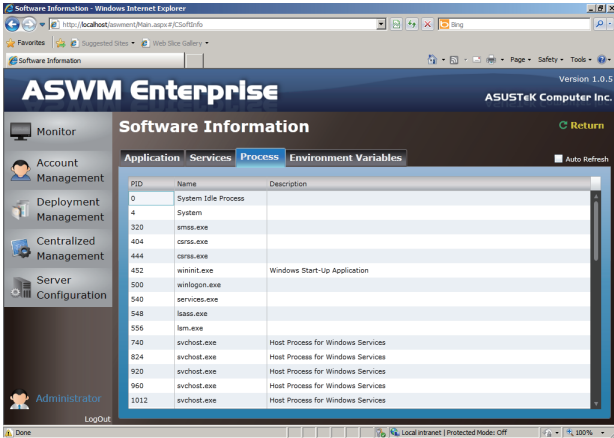 Software Information - Windows Internet Explorer
http://localhost/aswment/Main.aspx#/CSoftInfo
Bing
Favorites Suggested Sites Web Slice Gallery
Software Information
Page Safety Tools
Version 1.0.5
ASWM Enterprise
ASUSTeK Computer Inc.
Monitor
Account Management
Deployment Management
Centralized Management
Server Configuration
Administrator
LogOut
Software Information
Return
Application Services Process Environment Variables
Auto Refresh
PID Name Description
0 System Idle Process
4 System
320 smss.exe
404 csrss.exe
444 csrss.exe
452 wininit.exe Windows Start-Up Application
500 winlogon.exe
540 services.exe
548 lsass.exe
556 lsm.exe
740 svchost.exe Host Process for Windows Services
824 svchost.exe Host Process for Windows Services
920 svchost.exe Host Process for Windows Services
960 svchost.exe Host Process for Windows Services
1012 svchost.exe Host Process for Windows Services
Done
Local intranet | Protected Mode: Off
100%